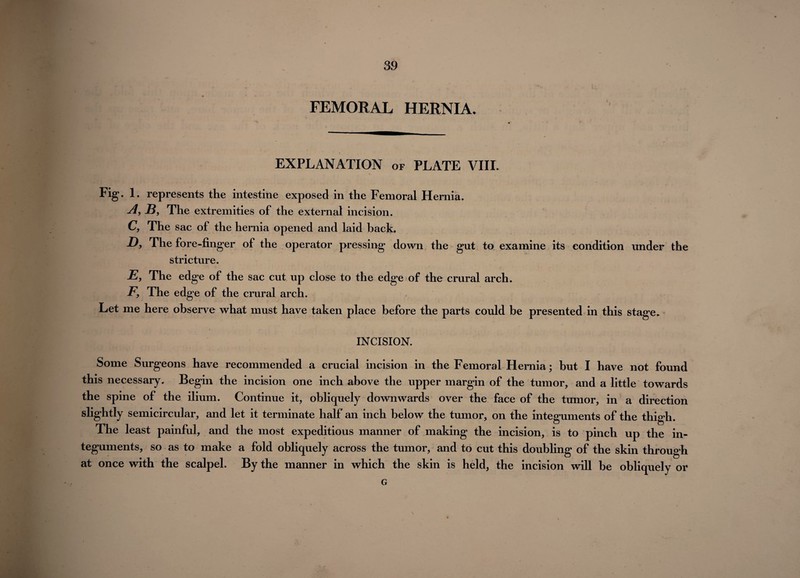 39
FEMORAL HERNIA.
EXPLANATION OF PLATE VIII.
Fig. 1. represents the intestine exposed in the Femoral Hernia.
A, B, The extremities of the external incision.
C, The sac of the hernia opened and laid back.
D, The fore-finger of the operator pressing down the gut to examine its condition under the
stricture.
E, The edge of the sac cut up close to the edge of the crural arch.
F, The edge of the crural arch.
Let me here observe what must have taken place before the parts could be presented in this stage.
INCISION.
Some Surgeons have recommended a crucial incision in the Femoral Hernia; but I have not found
this necessary. Begin the incision one inch above the upper margin of the tumor, and a little towards
the spine of the ilium. Continue it, obliquely downwards over the face of the tumor, in a direction
slightly semicircular, and let it terminate half an inch below the tumor, on the integuments of the thigh.
The least painful, and the most expeditious manner of making the incision, is to pinch up the in-
teguments, so as to make a fold obliquely across the tumor, and to cut this doubling of the skin through
at once with the scalpel. By the manner in which the skin is held, the incision will be obliquely or
G